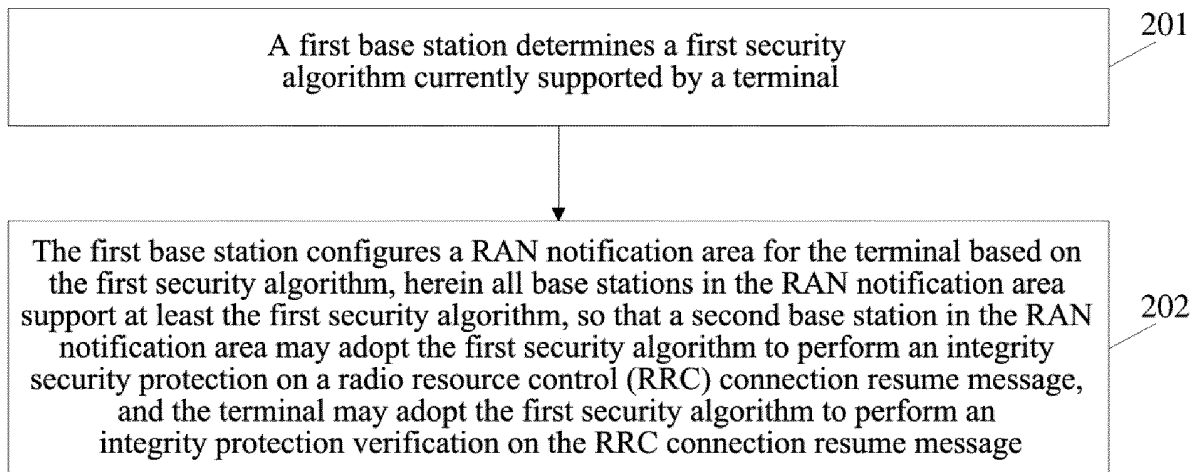 A first base station determines a first security
algorithm currently supported by a terminal
201
The first base station configures a RAN notification area for the terminal based on
the first security algorithm, herein all base stations in the RAN notification area
support at least the first security algorithm, so that a second base station in the RAN
notification area may adopt the first security algorithm to perform an integrity
security protection on a radio resource control (RRC) connection resume message,
and the terminal may adopt the first security algorithm to perform an
integrity protection verification on the RRC connection resume message
202